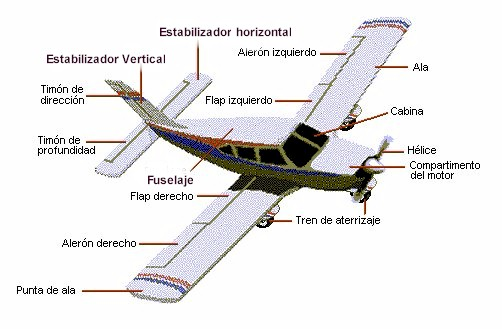 Estabilizador horizontal
Alerón izquierdo
Estabilizador Vertical
Ala
Timón de
dirección
Flap izquierdo
Cabina
Timón de
profundidad
Hélice
Compartimento
del motor
Fuselaje
Flap derecho
Tren de aterrizaje
Alerón derecho
Punta de ala